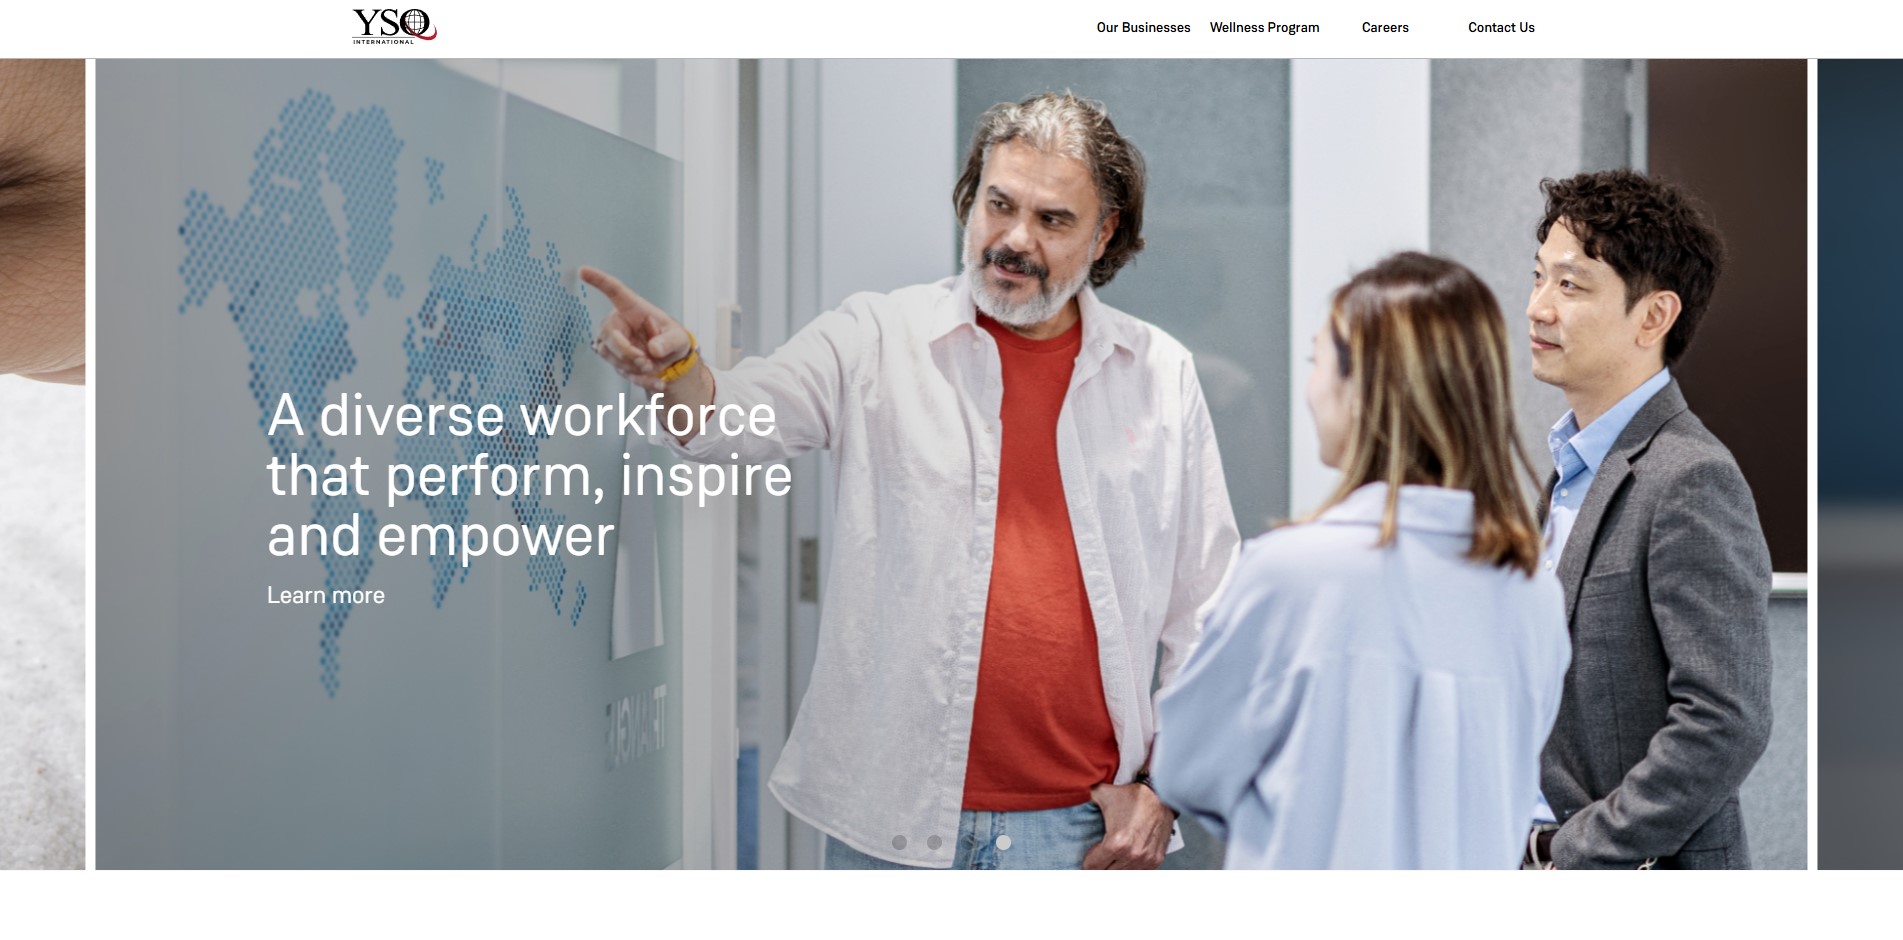 YSQ
INTERNATIONAL
Our Businesses Wellness Program Careers Contact Us
A diverse workforce
that perform, inspire
and empower
Learn more